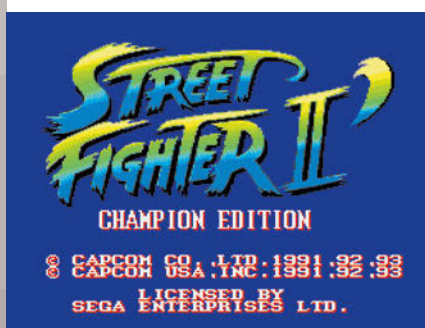 STREET
FIGHTER II'
CHAMPION EDITION
© CAPCOM CO.,LTD.1991.92.93
© CAPCOM USA.INC.1991.92.93
LICENSED BY
SEGA ENTERPRISES LTD.